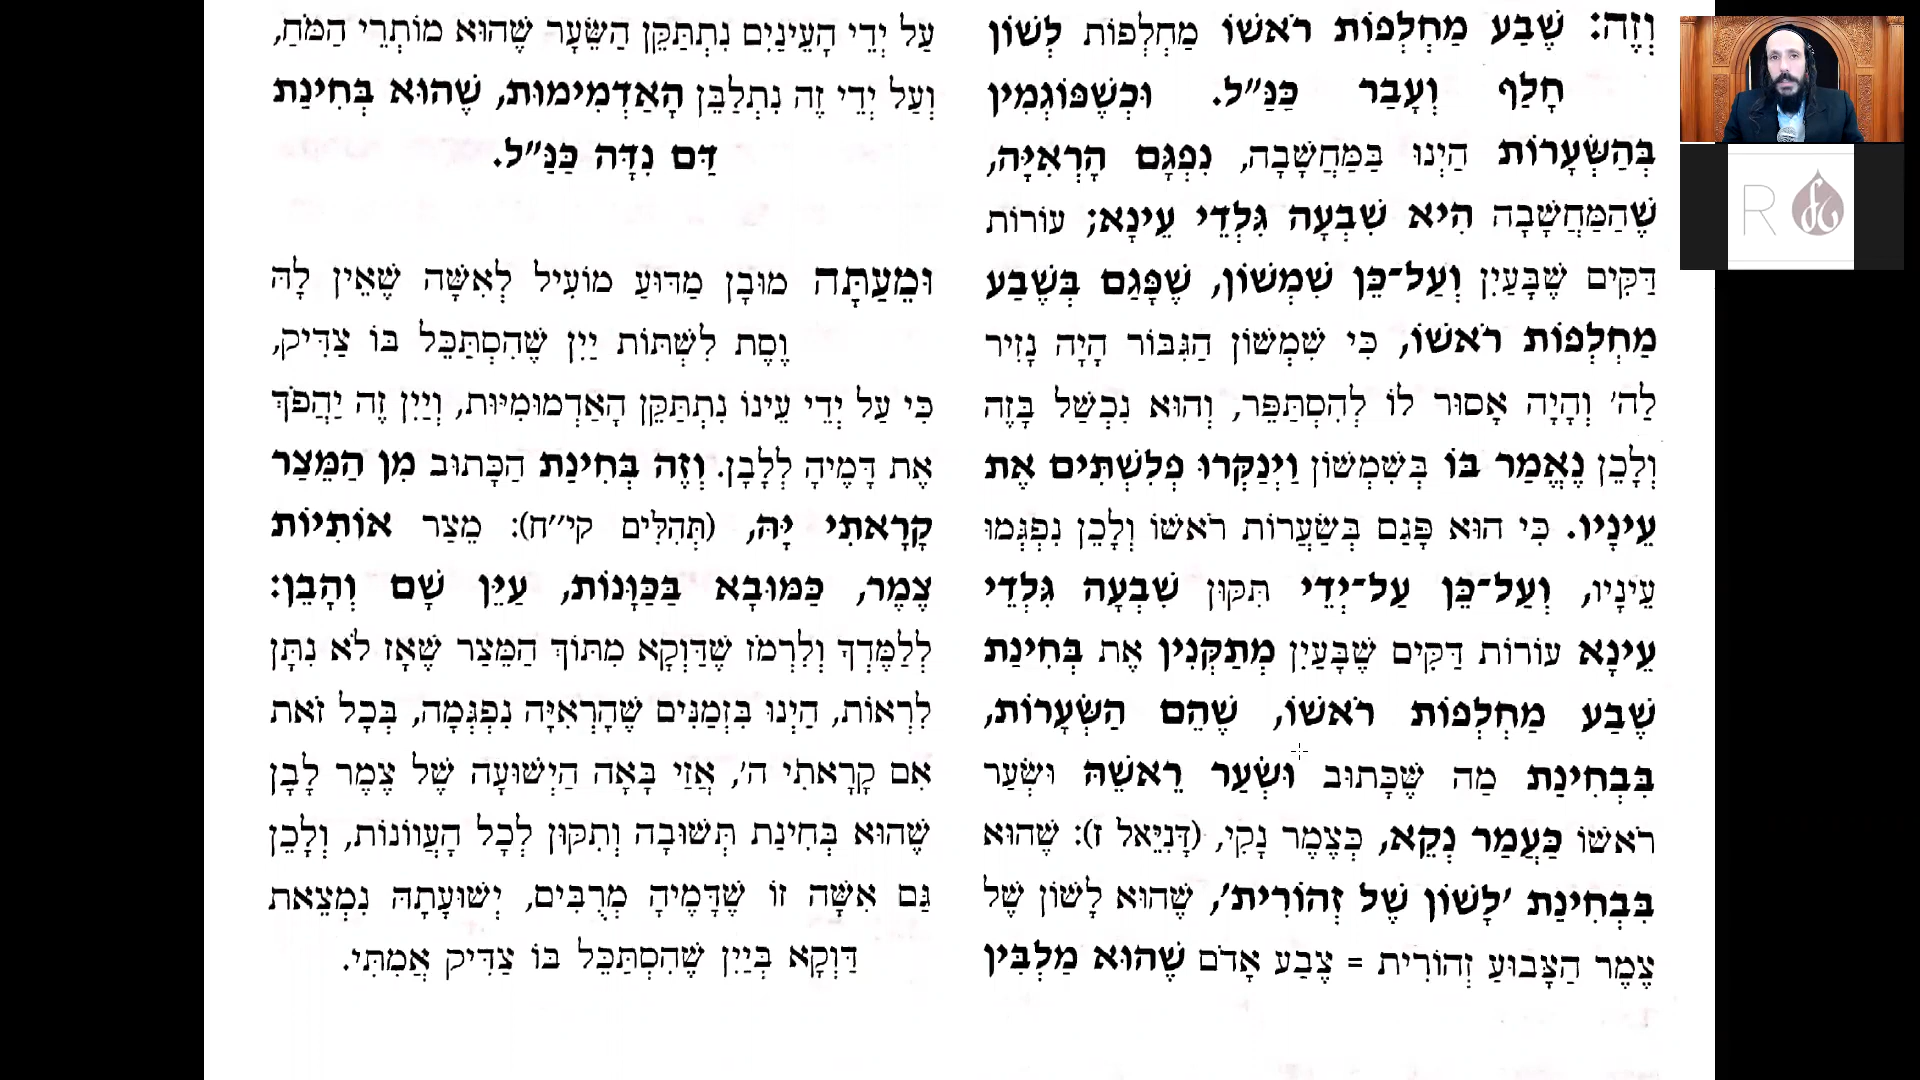 וְזֶה: שֶׁבַע מַחְלְפוֹת רֹאשׁוֹ מַחְלְפוֹת לְשׁוֹן
חָלַף וְעָבַר כַּנַּ״ל. וּכְשֶׁפּוֹגְמִין
בְּהַשְּׂעָרוֹת הַיְנוּ בַּמַּחֲשָׁבָה, נִפְגָּם הָרְאִיָּה,
שֶׁהַמַּחֲשָׁבָה הִיא שִׁבְעָה גִּלְדֵי עֵינָא; עוֹרוֹת
דַּקִּים שֶׁבָּעַיִן וְעַל־כֵּן שִׁמְשׁוֹן, שֶׁפָּגַם בְּשֶׁבַע
מַחְלְפוֹת רֹאשׁוֹ, כִּי שִׁמְשׁוֹן הַגִּבּוֹר הָיָה נָזִיר
לַה׳ וְהָיָה אָסוּר לוֹ לְהִסְתַּפֵּר, וְהוּא נִכְשַׁל בָּזֶה
וְלָכֵן נֶאֱמַר בּוֹ בְּשִׁמְשׁוֹן וַיְנַקְּרוּ פְלִשְׁתִּים אֶת
עֵינָיו. כִּי הוּא פָּגַם בְּשַׂעֲרוֹת רֹאשׁוֹ וְלָכֵן נִפְגְּמוּ
עֵינָיו, וְעַל־כֵּן עַל־יְדֵי תִּקּוּן שִׁבְעָה גִּלְדֵי
עֵינָא עוֹרוֹת דַּקִּים שֶׁבָּעַיִן מְתַקְּנִין אֶת בְּחִינַת
שֶׁבַע מַחְלְפוֹת רֹאשׁוֹ, שֶׁהֵם הַשְּׂעָרוֹת,
בִּבְחִינַת מַה שֶּׁכָּתוּב וּשְׂעַר רֵאשֵׁהּ וּשְׂעַר
רֹאשׁוֹ כַּעֲמַר נְקֵא, כְּצֶמֶר נָקִי, (דָּנִיֵּאל ז): שֶׁהוּא
בִּבְחִינַת ׳לָשׁוֹן שֶׁל זְהוֹרִית׳, שֶׁהוּא לָשׁוֹן שֶׁל
צֶמֶר הַצָּבוּעַ זְהוֹרִית = צֶבַע אָדֹם שֶׁהוּא מַלְבִּין
עַל יְדֵי הָעֵינַיִם נִתְתַּקֵּן הַשֵּׂעָר שֶׁהוּא מוֹתְרֵי הַמֹּחַ,
וְעַל יְדֵי זֶה נִתְלַבֵּן הָאַדְמִימוּת, שֶׁהוּא בְּחִינַת
דַּם נִדָּה כַּנַּ״ל.
וּמֵעַתָּה מוּבָן מַדּוּעַ מוֹעִיל לְאִשָּׁה שֶׁאֵין לָהּ
וֶסֶת לִשְׁתּוֹת יַיִן שֶׁהִסְתַּכֵּל בּוֹ צַדִּיק,
כִּי עַל יְדֵי עֵינוֹ נִתְתַּקֵּן הָאַדְמוּמִיּוּת, וְיַיִן זֶה יַהֲפֹךְ
אֶת דָּמֶיהָ לְלָבָן. וְזֶה בְּחִינַת הַכָּתוּב מִן הַמֵּצַר
קָרָאתִי יָּהּ, (תְּהִלִּים קי״ח): מֵצַר אוֹתִיּוֹת
צֶמֶר, כַּמּוּבָא בַּכַּוָּנוֹת, עַיֵּן שָׁם וְהָבֵן:
לְלַמֶּדְךָ וְלִרְמֹז שֶׁדַּוְקָא מִתּוֹךְ הַמֵּצַר שֶׁאָז לֹא נִתָּן
לִרְאוֹת, הַיְנוּ בִּזְמַנִּים שֶׁהָרְאִיָּה נִפְגְּמָה, בְּכָל זֹאת
אִם קָרָאתִי ה׳, אֲזַי בָּאָה הַיְשׁוּעָה שֶׁל צֶמֶר לָבָן
שֶׁהוּא בְּחִינַת תְּשׁוּבָה וְתִקּוּן לְכָל הָעֲווֹנוֹת, וְלָכֵן
גַּם אִשָּׁה זוֹ שֶׁדָּמֶיהָ מְרֻבִּים, יְשׁוּעָתָהּ נִמְצֵאת
דַּוְקָא בְּיַיִן שֶׁהִסְתַּכֵּל בּוֹ צַדִּיק אֲמִתִּי.